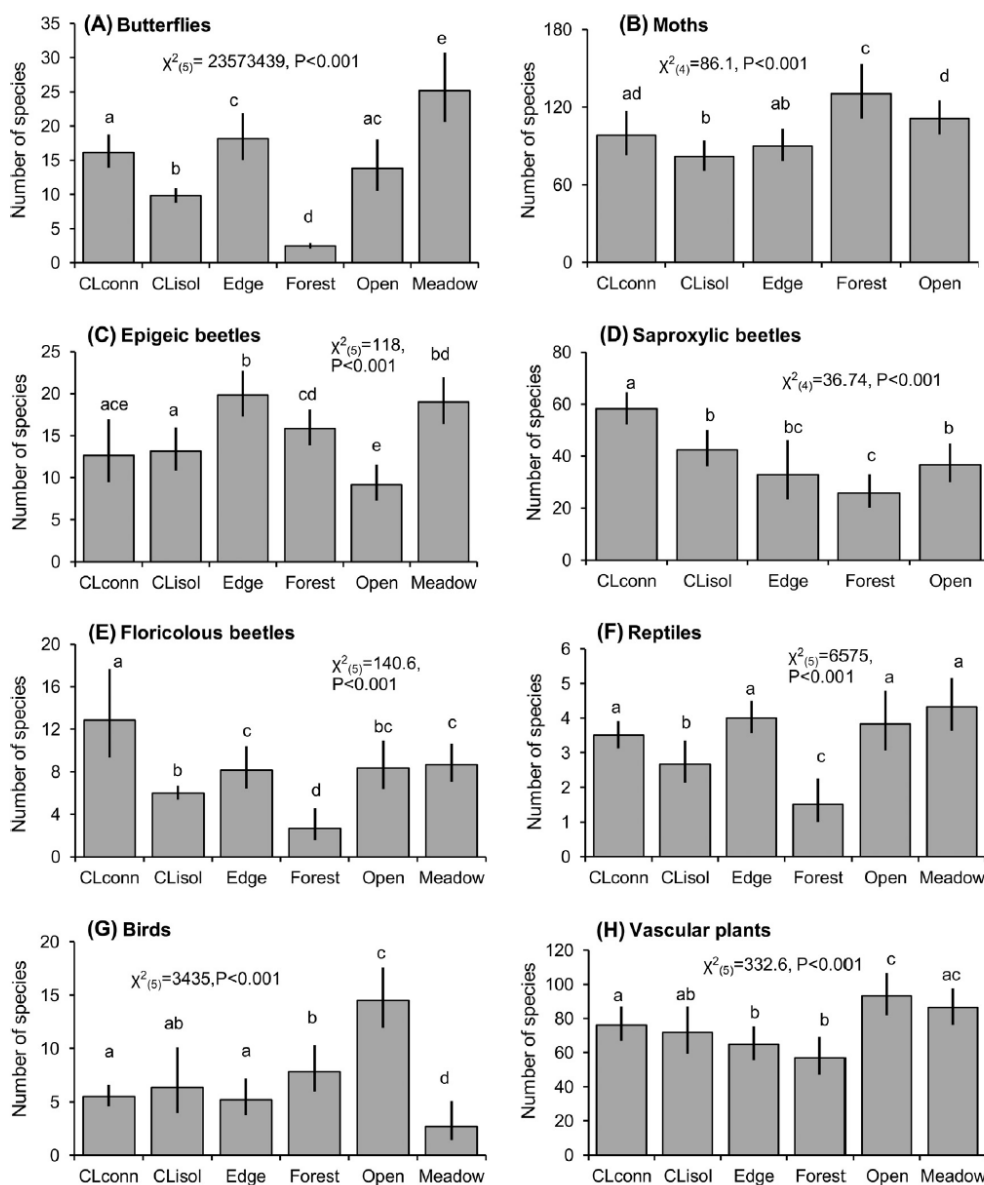 (A) Butterflies
χ²(5)= 23573439, P<0.001
Number of species
35
30
25
20
15
10
5
0
a
b
c
d
ac
e
CLconn CLisol Edge Forest Open Meadow
(B) Moths
χ²(4)=86.1, P<0.001
Number of species
180
120
60
0
ad
b
ab
c
d
CLconn CLisol Edge Forest Open
(C) Epigeic beetles
χ²(5)=118,
P<0.001
Number of species
25
20
15
10
5
0
ace
a
b
cd
e
bd
CLconn CLisol Edge Forest Open Meadow
(D) Saproxylic beetles
χ²(4)=36.74, P<0.001
Number of species
80
60
40
20
0
a
b
bc
c
b
CLconn CLisol Edge Forest Open
(E) Floricolous beetles
χ²(5)=140.6,
P<0.001
Number of species
20
16
12
8
4
0
a
b
c
d
bc
c
CLconn CLisol Edge Forest Open Meadow
(F) Reptiles
χ²(5)=6575,
P<0.001
Number of species
6
5
4
3
2
1
0
a
b
a
c
a
a
CLconn CLisol Edge Forest Open Meadow
(G) Birds
χ²(5)=3435,P<0.001
Number of species
20
15
10
5
0
a
ab
a
b
c
d
CLconn CLisol Edge Forest Open Meadow
(H) Vascular plants
χ²(5)=332.6, P<0.001
Number of species
120
100
80
60
40
20
0
a
ab
b
b
c
ac
CLconn CLisol Edge Forest Open Meadow